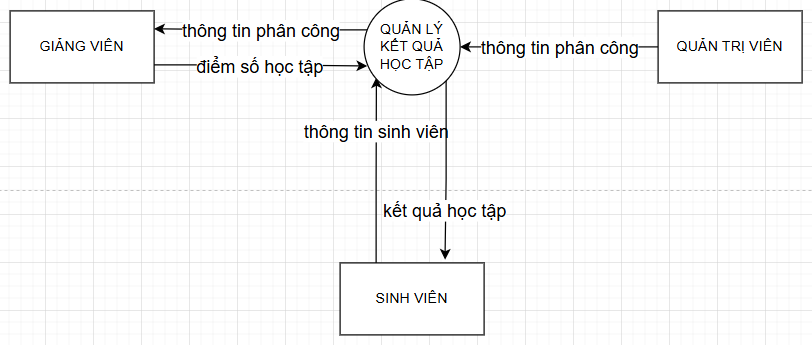 GIẢNG VIÊN
thông tin phân công
điểm số học tập
QUẢN LÝ
KẾT QUẢ
HỌC TẬP
thông tin phân công
QUẢN TRỊ VIÊN
thông tin sinh viên
kết quả học tập
SINH VIÊN